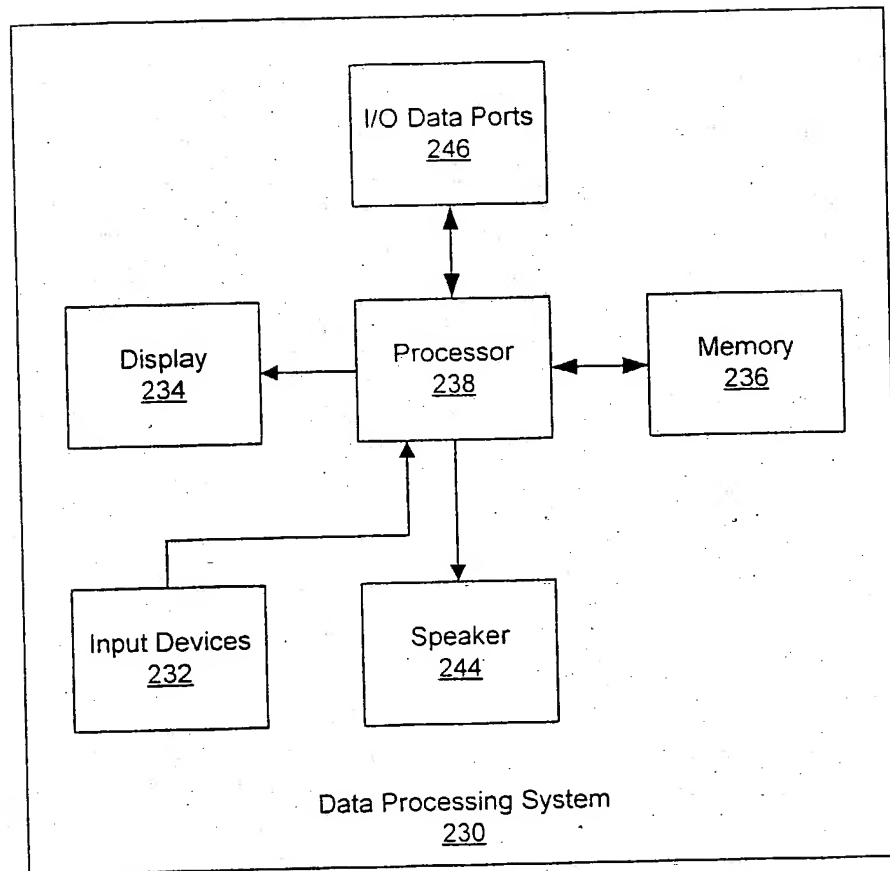 I/O Data Ports
246
Display
234
Processor
238
Memory
236
Input Devices
232
Speaker
244
Data Processing System
230